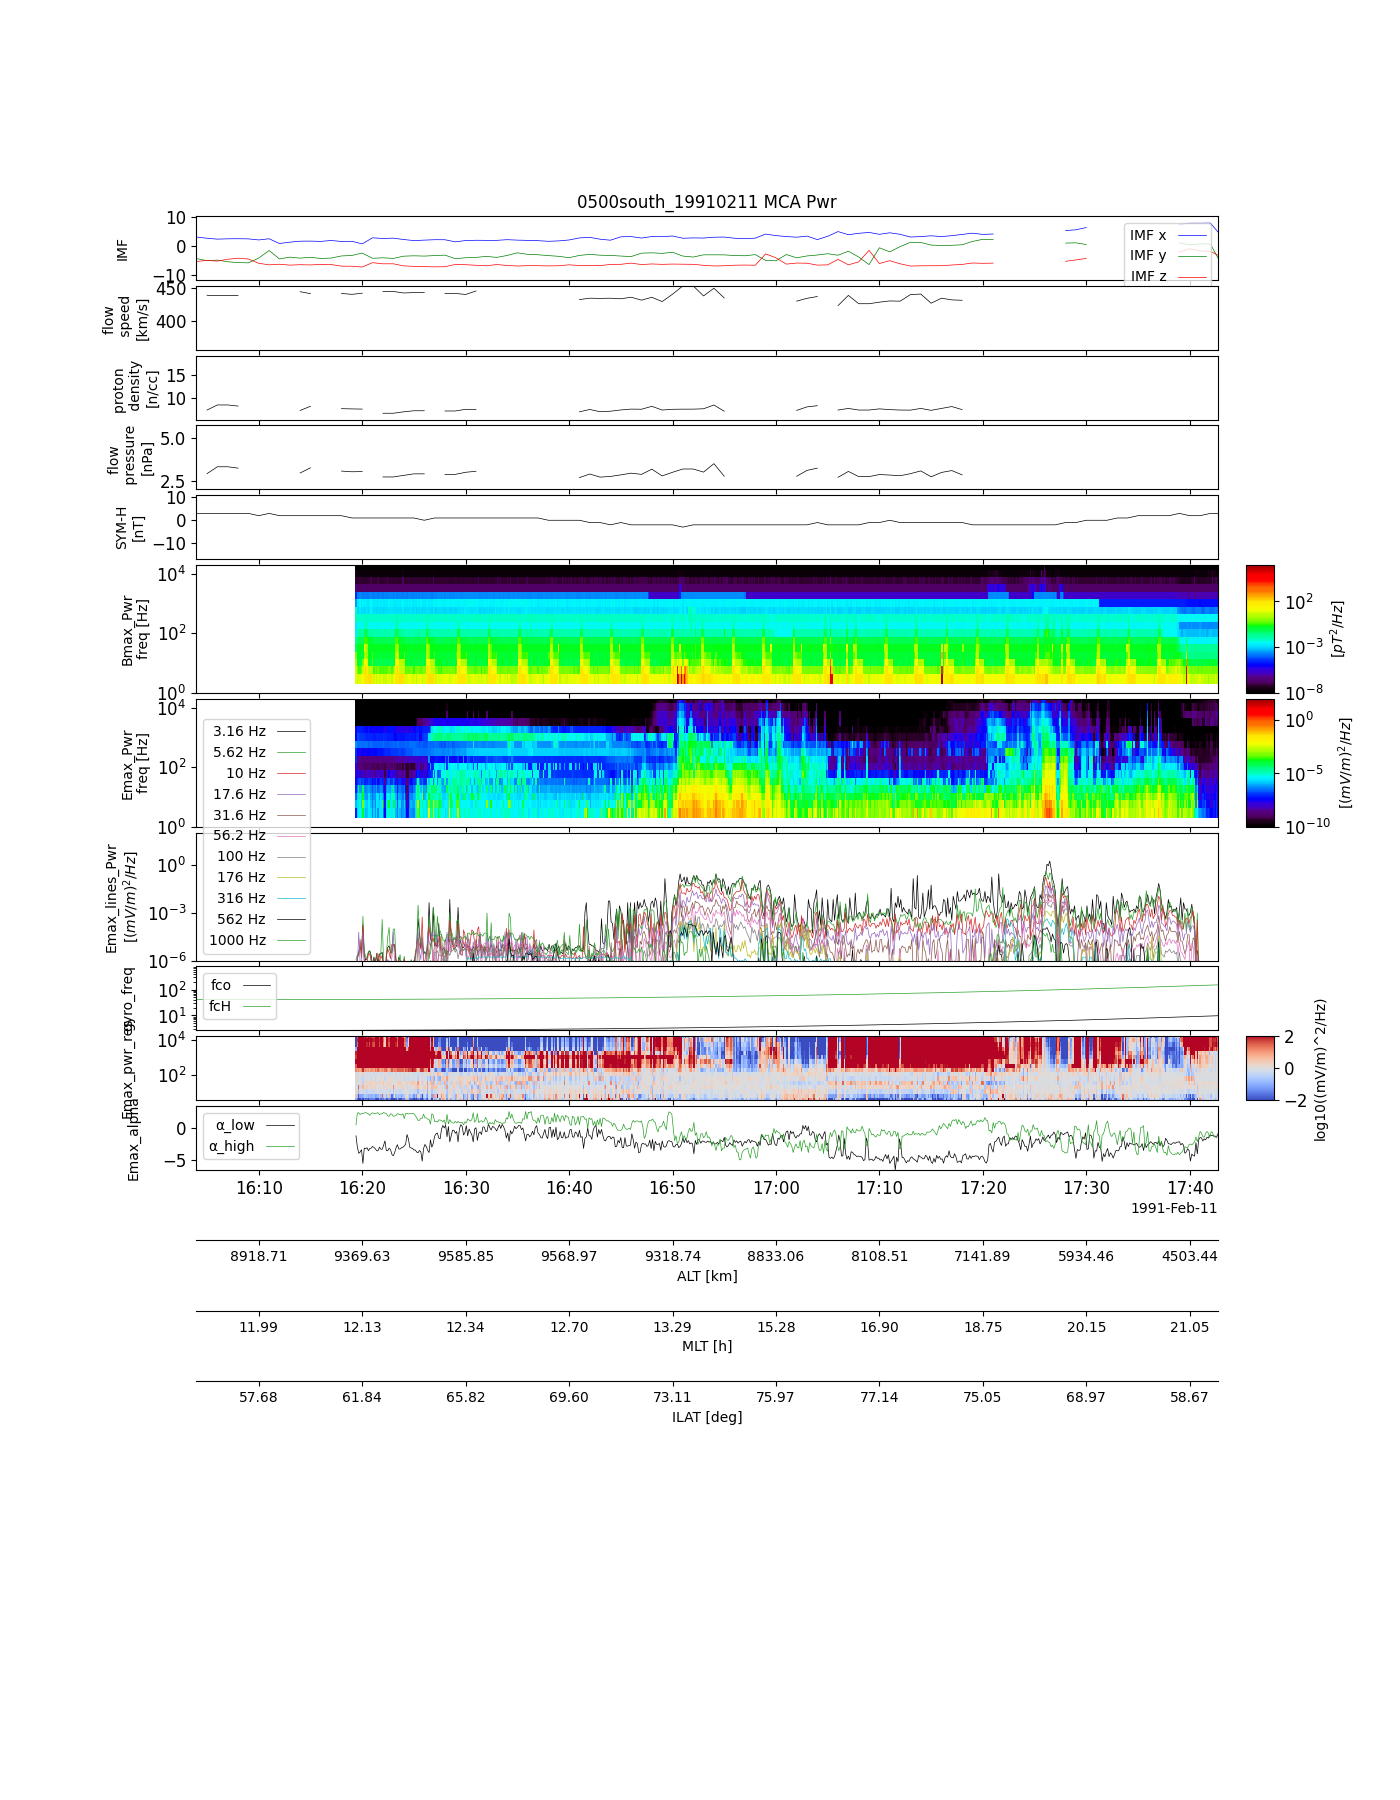 0500south_19910211 MCA Pwr
10
0
−10
IMF
IMF x
IMF y
IMF z
450
400
flow
speed
[km/s]
15
10
proton
density
[n/cc]
5.0
2.5
flow
pressure
[nPa]
10
0
−10
SYM-H
[nT]
10^4
10^2
10^0
Bmax_Pwr
freq [Hz]
10^2
10^-3
10^-8
[pT^2/Hz]
10^4
10^2
10^0
Emax_Pwr
freq [Hz]
10^0
10^-5
10^-10
[(mV/m)^2/Hz]
3.16 Hz
5.62 Hz
10 Hz
17.6 Hz
31.6 Hz
56.2 Hz
100 Hz
176 Hz
316 Hz
562 Hz
1000 Hz
10^0
10^-3
10^-6
Emax_lines_Pwr
[(mV/m)^2/Hz]
10^2
10^1
gyro_freq
fco
fcH
10^4
10^2
Emax_pwr_reg
2
0
−2
log10((mV/m)^2/Hz)
0
−5
Emax_alpha
α_low
α_high
16:10 16:20 16:30 16:40 16:50 17:00 17:10 17:20 17:30 17:40
1991-Feb-11
8918.71 9369.63 9585.85 9568.97 9318.74 8833.06 8108.51 7141.89 5934.46 4503.44
ALT [km]
11.99 12.13 12.34 12.70 13.29 15.28 16.90 18.75 20.15 21.05
MLT [h]
57.68 61.84 65.82 69.60 73.11 75.97 77.14 75.05 68.97 58.67
ILAT [deg]